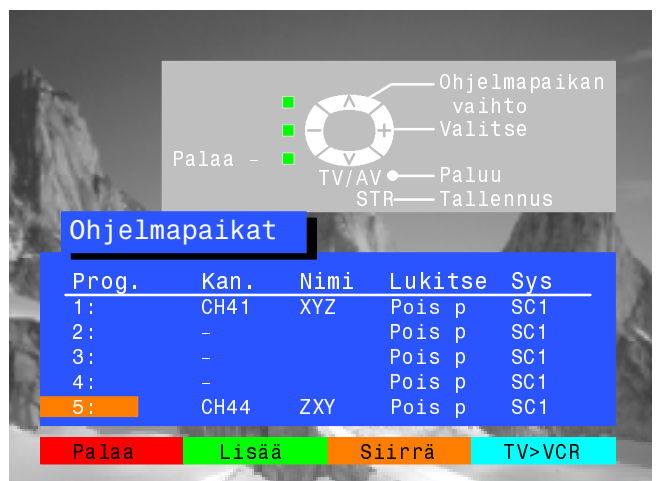 Ohjelmapaikan
vaihto
Valitse
Palaa –
TV/AV Paluu
STR Tallennus
Ohjelmapaikat
Prog. Kan. Nimi Lukitse Sys
1: CH41 XYZ Pois p SC1
2: – Pois p SC1
3: – Pois p SC1
4: – Pois p SC1
5: CH44 ZXY Pois p SC1
Palaa Lisää Siirrä TV>VCR